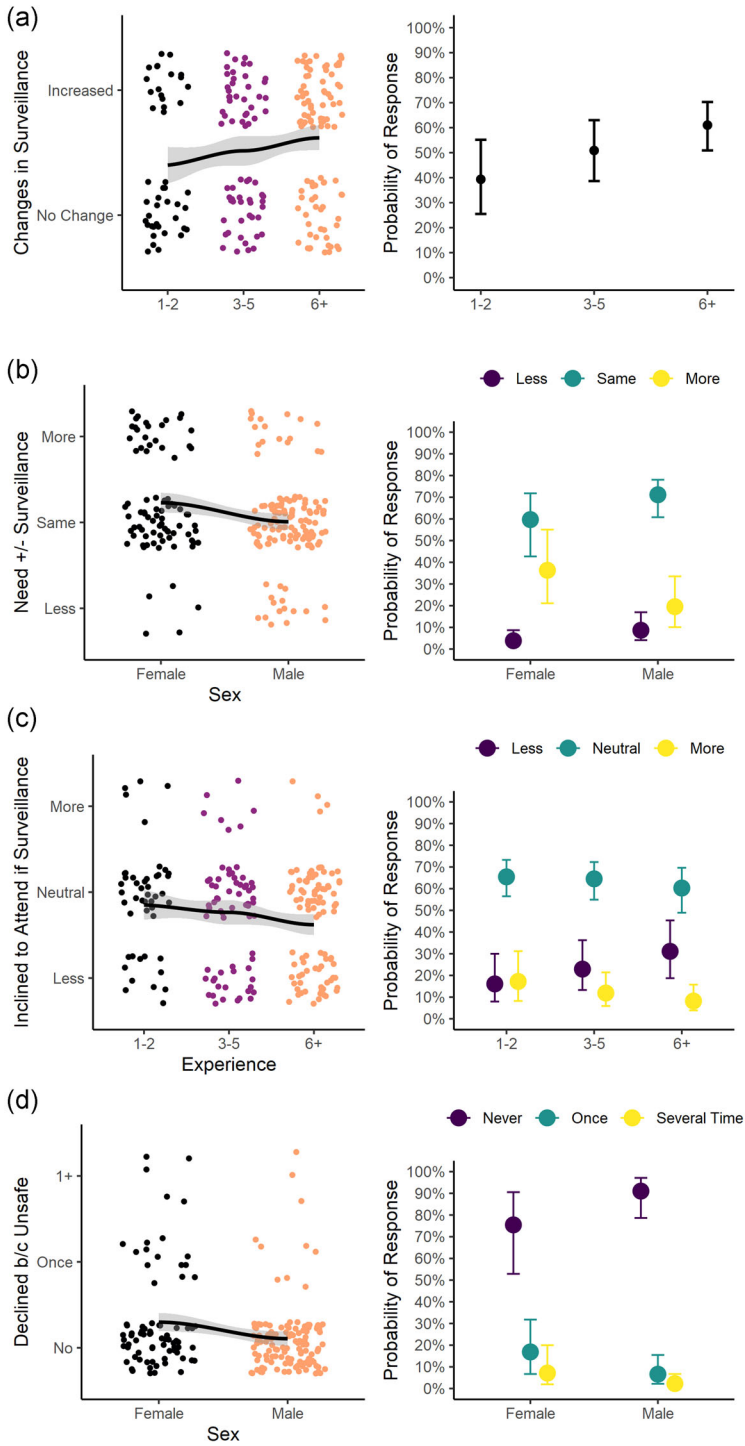 (a)
Changes in Surveillance
Increased
No Change
1-2
3-5
6+
Probability of Response
100%
90%
80%
70%
60%
50%
40%
30%
20%
10%
0%
1-2
3-5
6+
(b)
Need +/- Surveillance
More
Same
Less
Female
Male
Sex
Less
Same
More
Probability of Response
100%
90%
80%
70%
60%
50%
40%
30%
20%
10%
0%
Female
Male
(c)
Inclined to Attend if Surveillance
More
Neutral
Less
1-2
3-5
6+
Experience
Less
Neutral
More
Probability of Response
100%
90%
80%
70%
60%
50%
40%
30%
20%
10%
0%
1-2
3-5
6+
(d)
Declined b/c Unsafe
1+
Once
No
Female
Male
Sex
Never
Once
Several Time
Probability of Response
100%
90%
80%
70%
60%
50%
40%
30%
20%
10%
0%
Female
Male